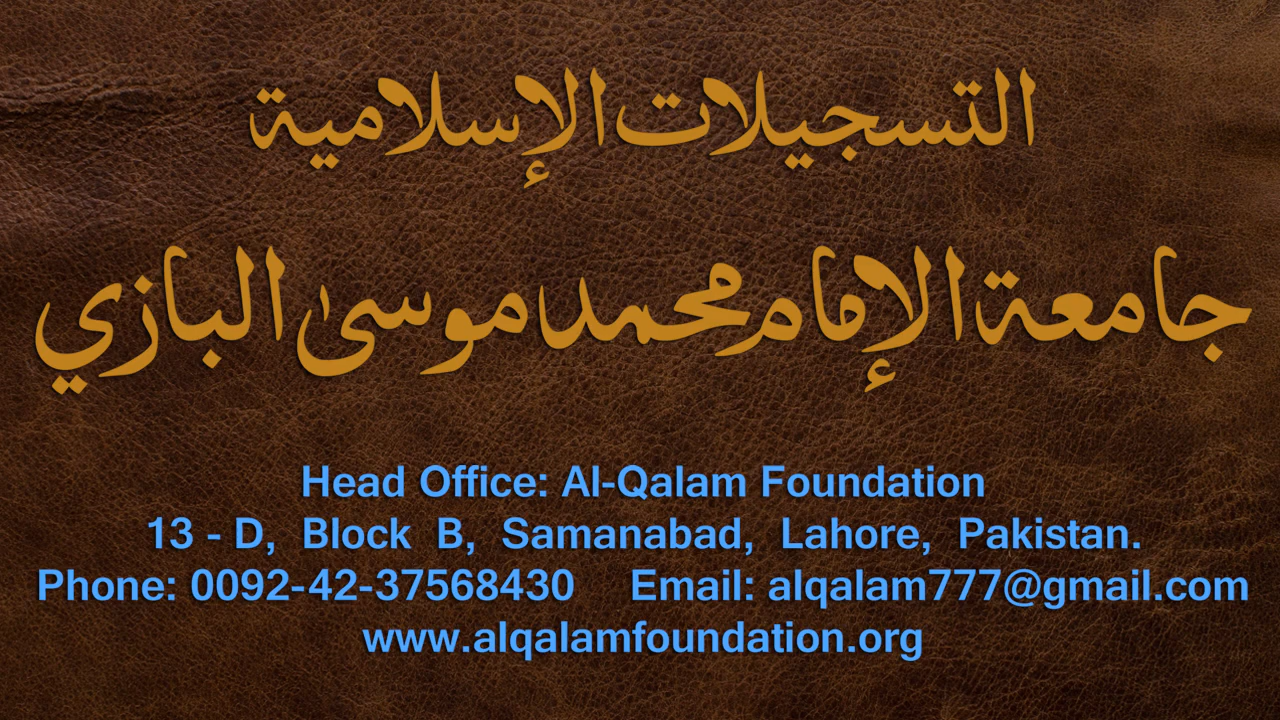 التسجيلات الإسلامية
جامعة الإمام محمد موسىٰ البازي
Head Office: Al-Qalam Foundation
13 - D, Block B, Samanabad, Lahore, Pakistan.
Phone: 0092-42-37568430 Email: alqalam777@gmail.com
www.alqalamfoundation.org